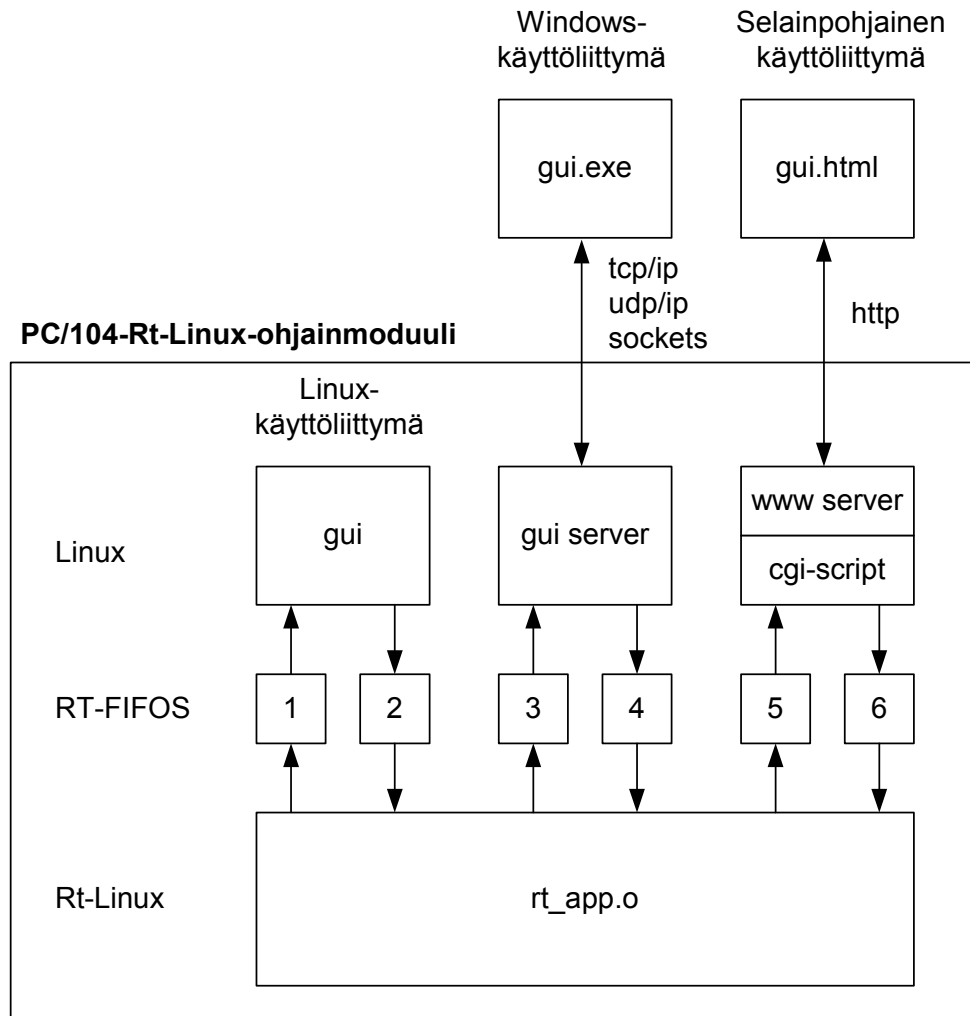 Windows-
käyttöliittymä
Selainpohjainen
käyttöliittymä
gui.exe
gui.html
tcp/ip
udp/ip
sockets
http
PC/104-Rt-Linux-ohjainmoduuli
Linux-
käyttöliittymä
Linux
gui
gui server
www server
cgi-script
RT-FIFOS
1
2
3
4
5
6
Rt-Linux
rt_app.o